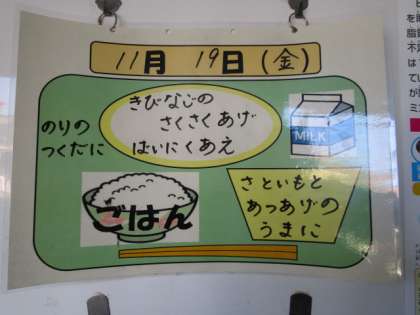 11月 19日(金)
きびなごの
さくさくあげ
ばいにくあえ
のりの
つくだに
MILK
ごはん
さといもと
あつあげの
うまに